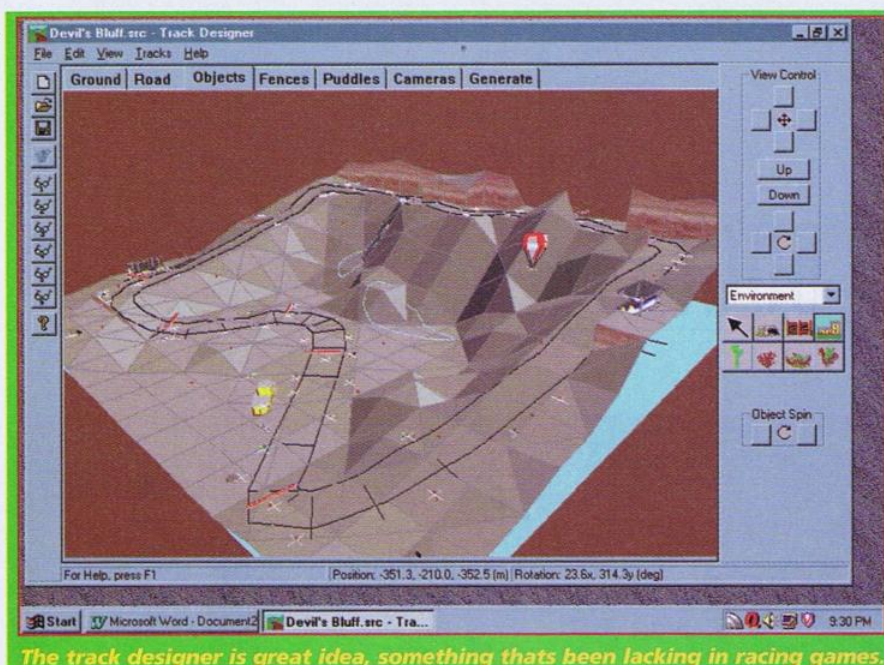 Devil's Bluff.src - Track Designer
File Edit View Tracks Help
Ground Road Objects Fences Puddles Cameras Generate
View Control
Up
Down
Environment
Object Spin
For Help, press F1
Position: -351.3, -210.0, -352.5 (m) Rotation: 23.6x, 314.3y (deg)
Start Microsoft Word - Document2 Devil's Bluff.src - Tra... 9:30 PM
The track designer is great idea, something thats been lacking in racing games.